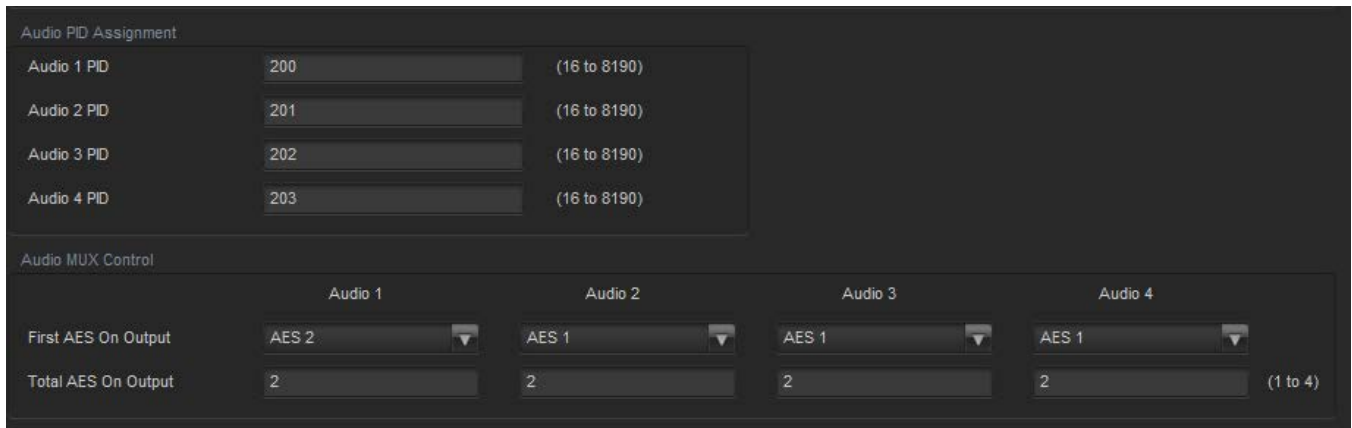 Audio PID Assignment
Audio 1 PID 200 (16 to 8190)
Audio 2 PID 201 (16 to 8190)
Audio 3 PID 202 (16 to 8190)
Audio 4 PID 203 (16 to 8190)
Audio MUX Control
Audio 1 Audio 2 Audio 3 Audio 4
First AES On Output AES 2 AES 1 AES 1 AES 1
Total AES On Output 2 2 2 2 (1 to 4)